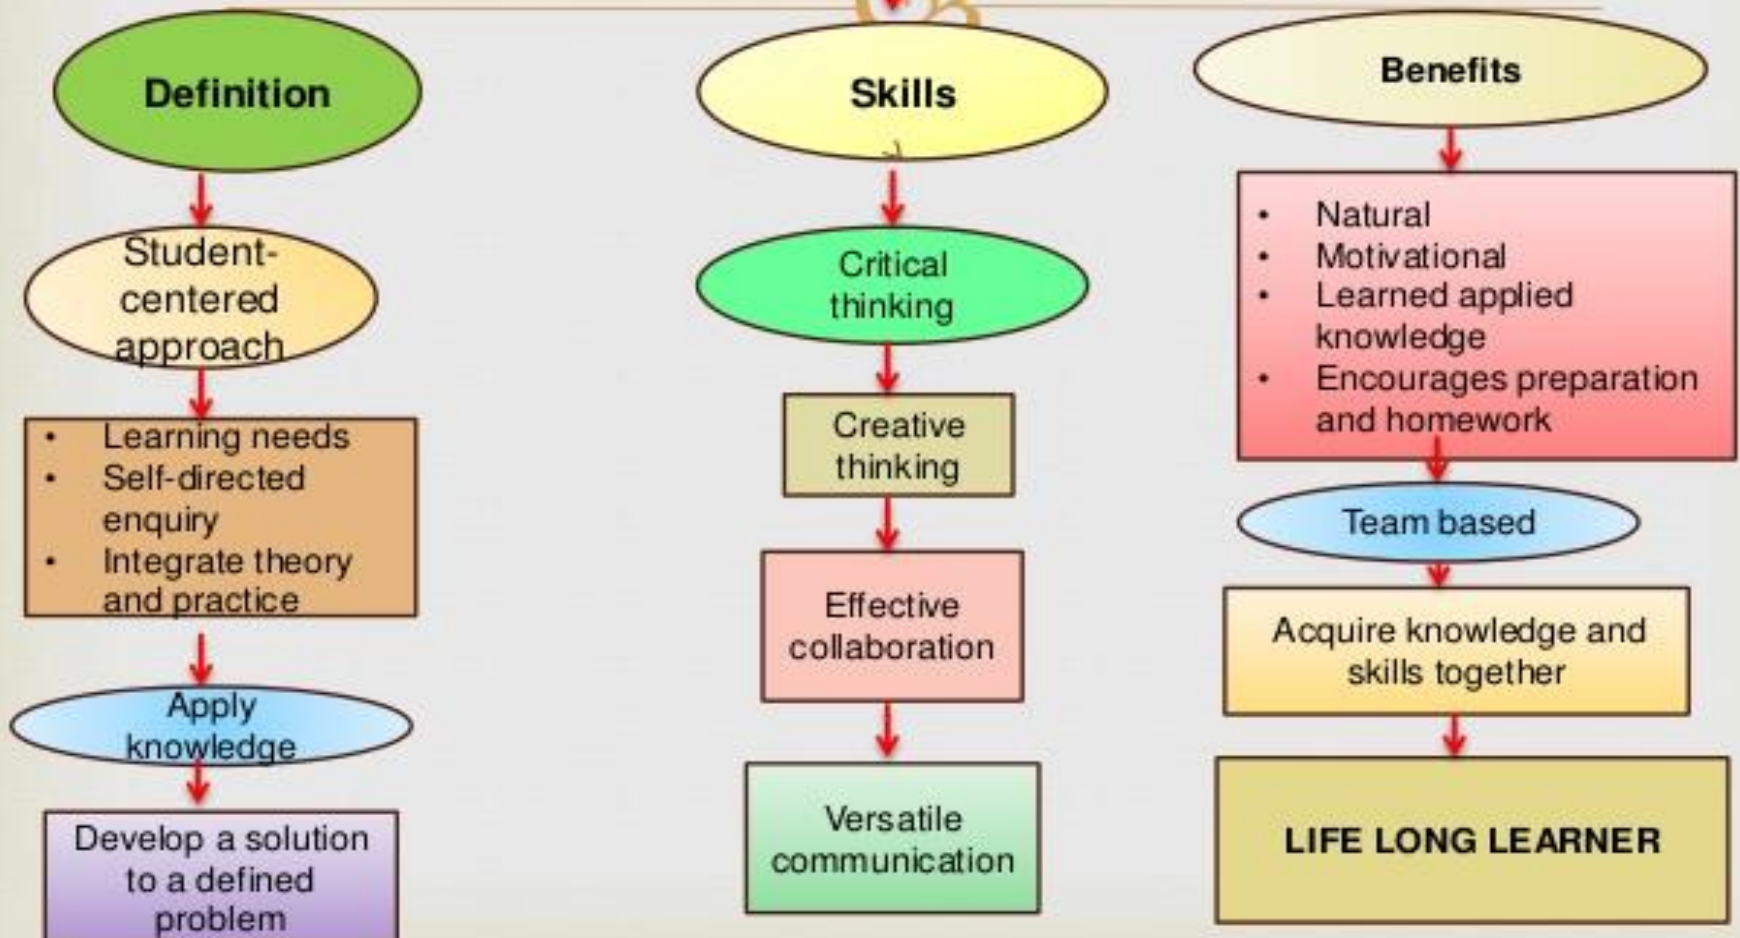 Definition
Student-
centered
approach
• Learning needs
• Self-directed
enquiry
• Integrate theory
and practice
Apply
knowledge
Develop a solution
to a defined
problem
Skills
Critical
thinking
Creative
thinking
Effective
collaboration
Versatile
communication
Benefits
• Natural
• Motivational
• Learned applied
knowledge
• Encourages preparation
and homework
Team based
Acquire knowledge and
skills together
LIFE LONG LEARNER